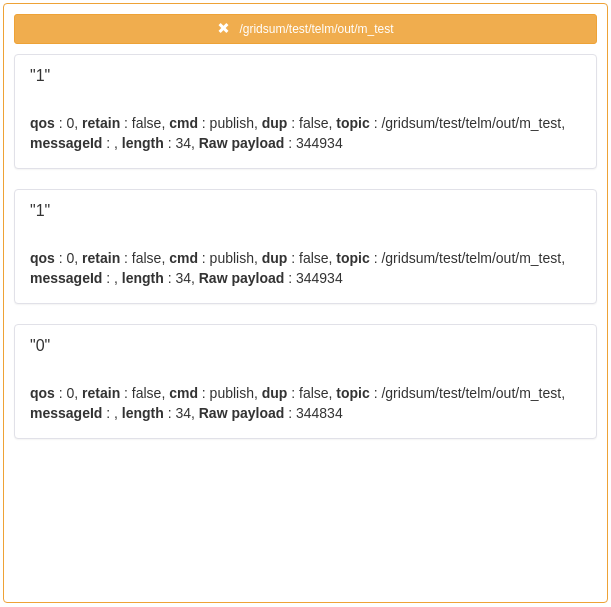 ✖ /gridsum/test/telm/out/m_test
"1"
qos : 0, retain : false, cmd : publish, dup : false, topic : /gridsum/test/telm/out/m_test,
messageId : , length : 34, Raw payload : 344934
"1"
qos : 0, retain : false, cmd : publish, dup : false, topic : /gridsum/test/telm/out/m_test,
messageId : , length : 34, Raw payload : 344934
"0"
qos : 0, retain : false, cmd : publish, dup : false, topic : /gridsum/test/telm/out/m_test,
messageId : , length : 34, Raw payload : 344834